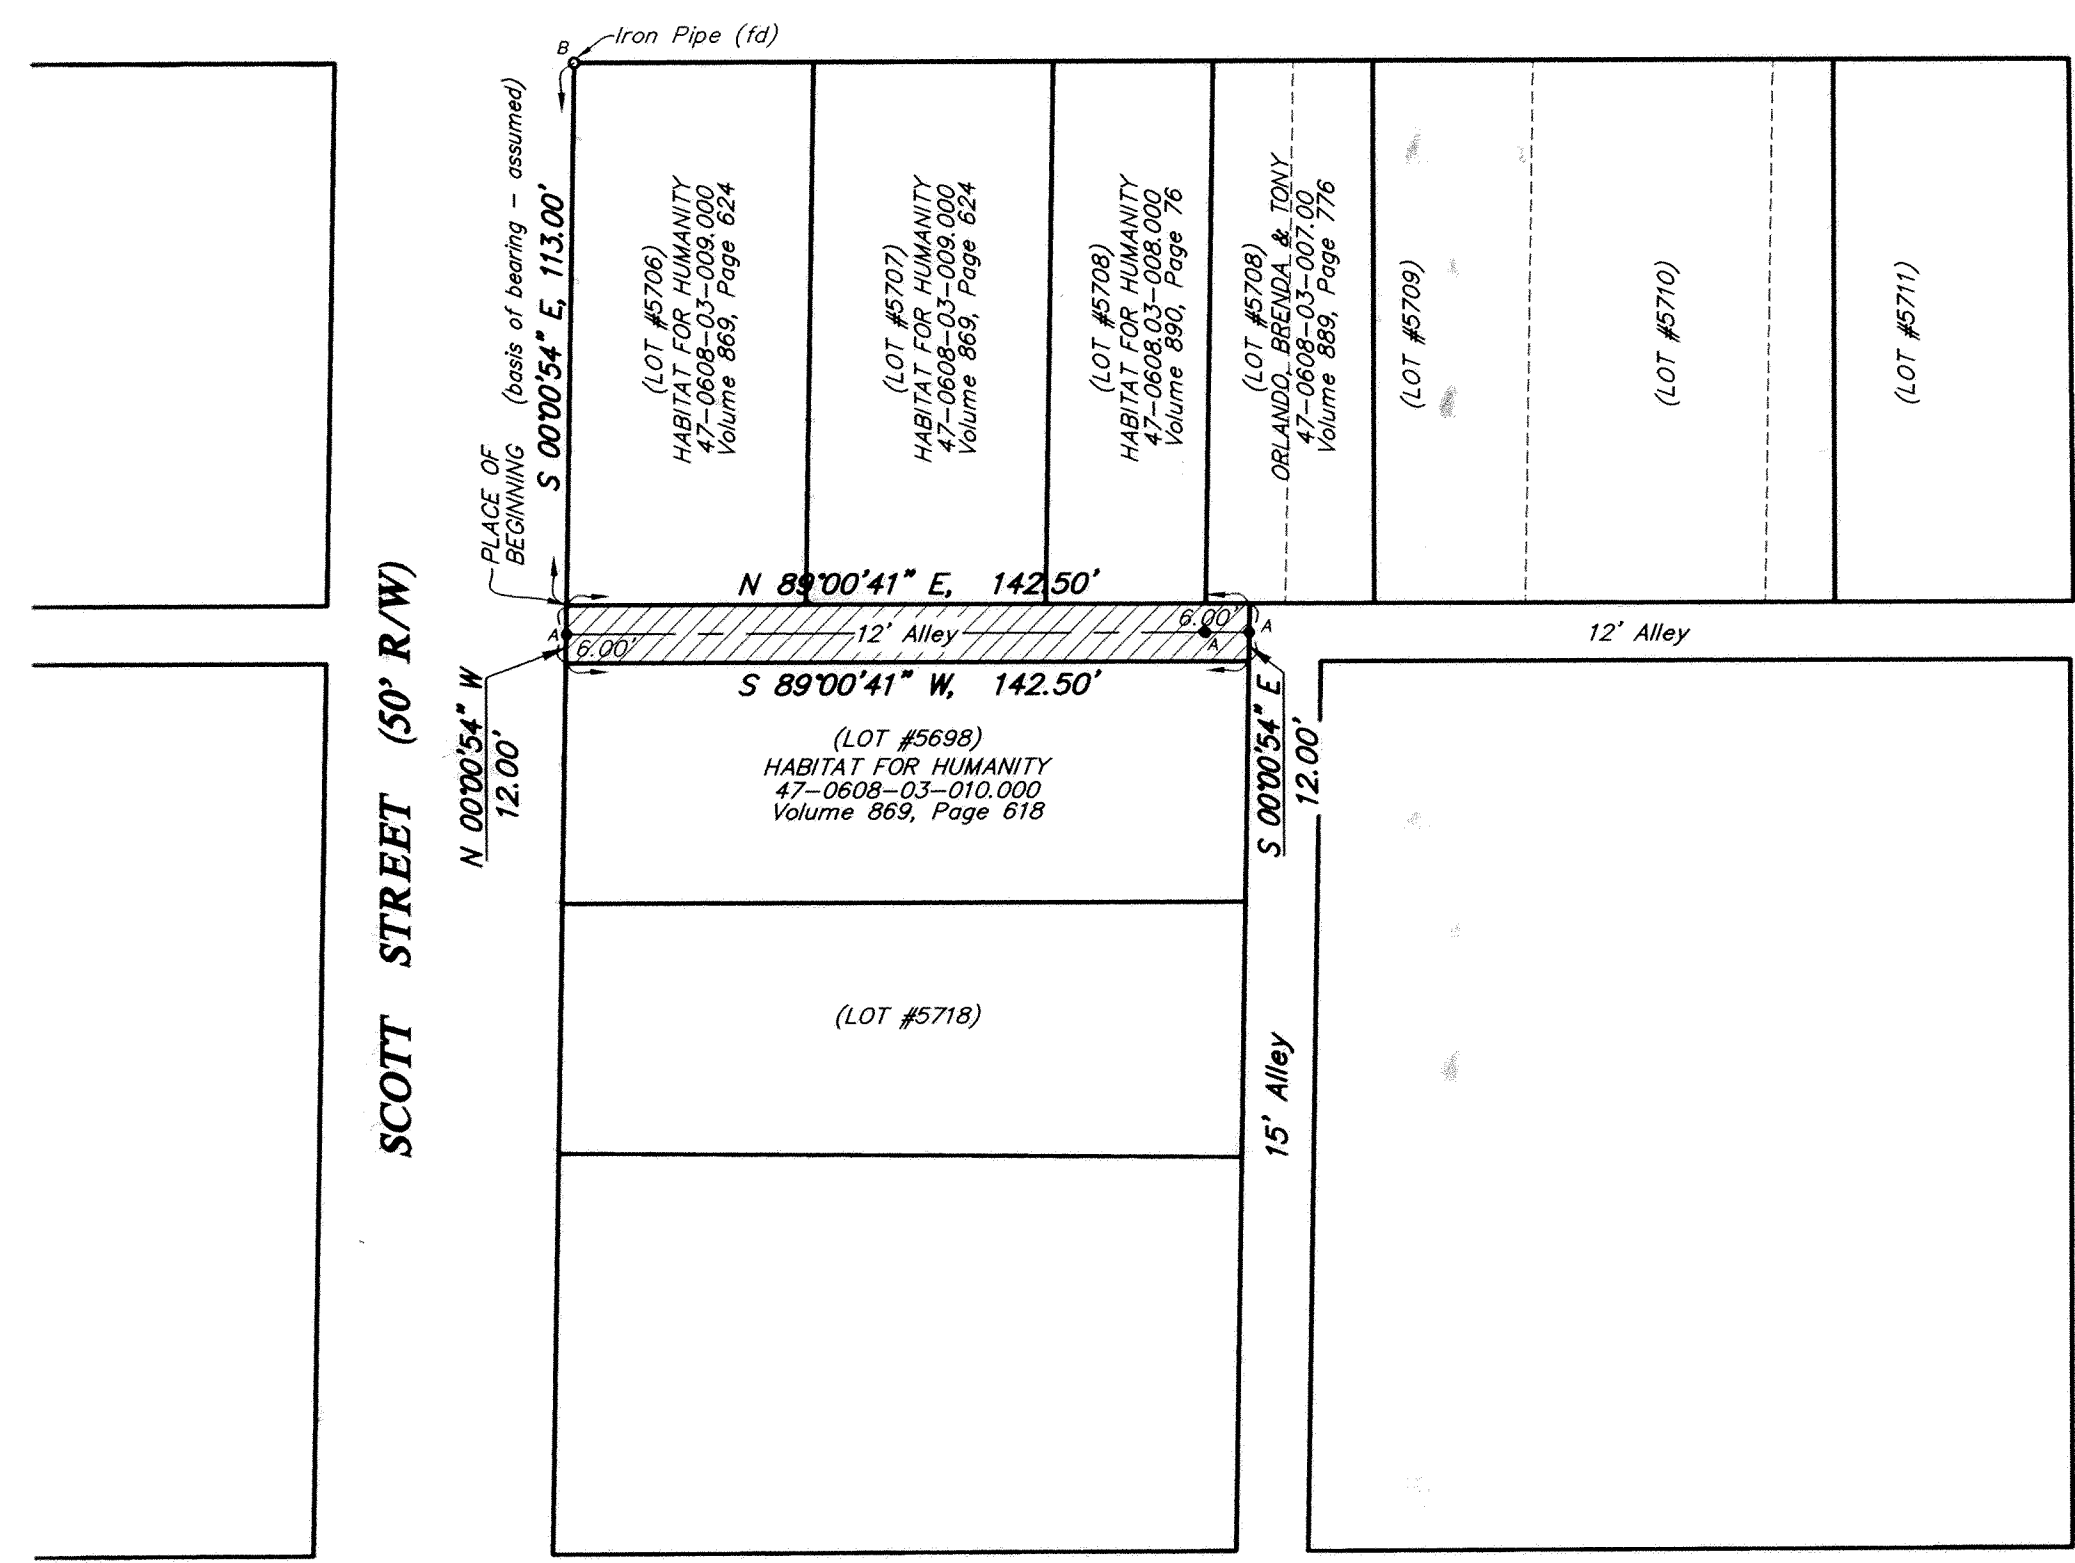 B
Iron Pipe (fd)
(basis of bearing – assumed)
S 00°00'54" E, 113.00'
PLACE OF
BEGINNING
(LOT #5706)
HABITAT FOR HUMANITY
47–0608–03–009.000
Volume 869, Page 624
(LOT #5707)
HABITAT FOR HUMANITY
47–0608–03–009.000
Volume 869, Page 624
(LOT #5708)
HABITAT FOR HUMANITY
47–0608.03–008.000
Volume 890, Page 76
(LOT #5708)
ORLANDO, BRENDA & TONY
47–0608–03–007.00
Volume 889, Page 776
(LOT #5709)
(LOT #5710)
(LOT #5711)
N 89°00'41" E, 142.50'
A
6.00'
12' Alley
6.00'
A
A
12' Alley
S 89°00'41" W, 142.50'
N 00°00'54" W
12.00'
S 00°00'54" E
12.00'
(LOT #5698)
HABITAT FOR HUMANITY
47–0608–03–010.000
Volume 869, Page 618
SCOTT STREET (50' R/W)
(LOT #5718)
15' Alley